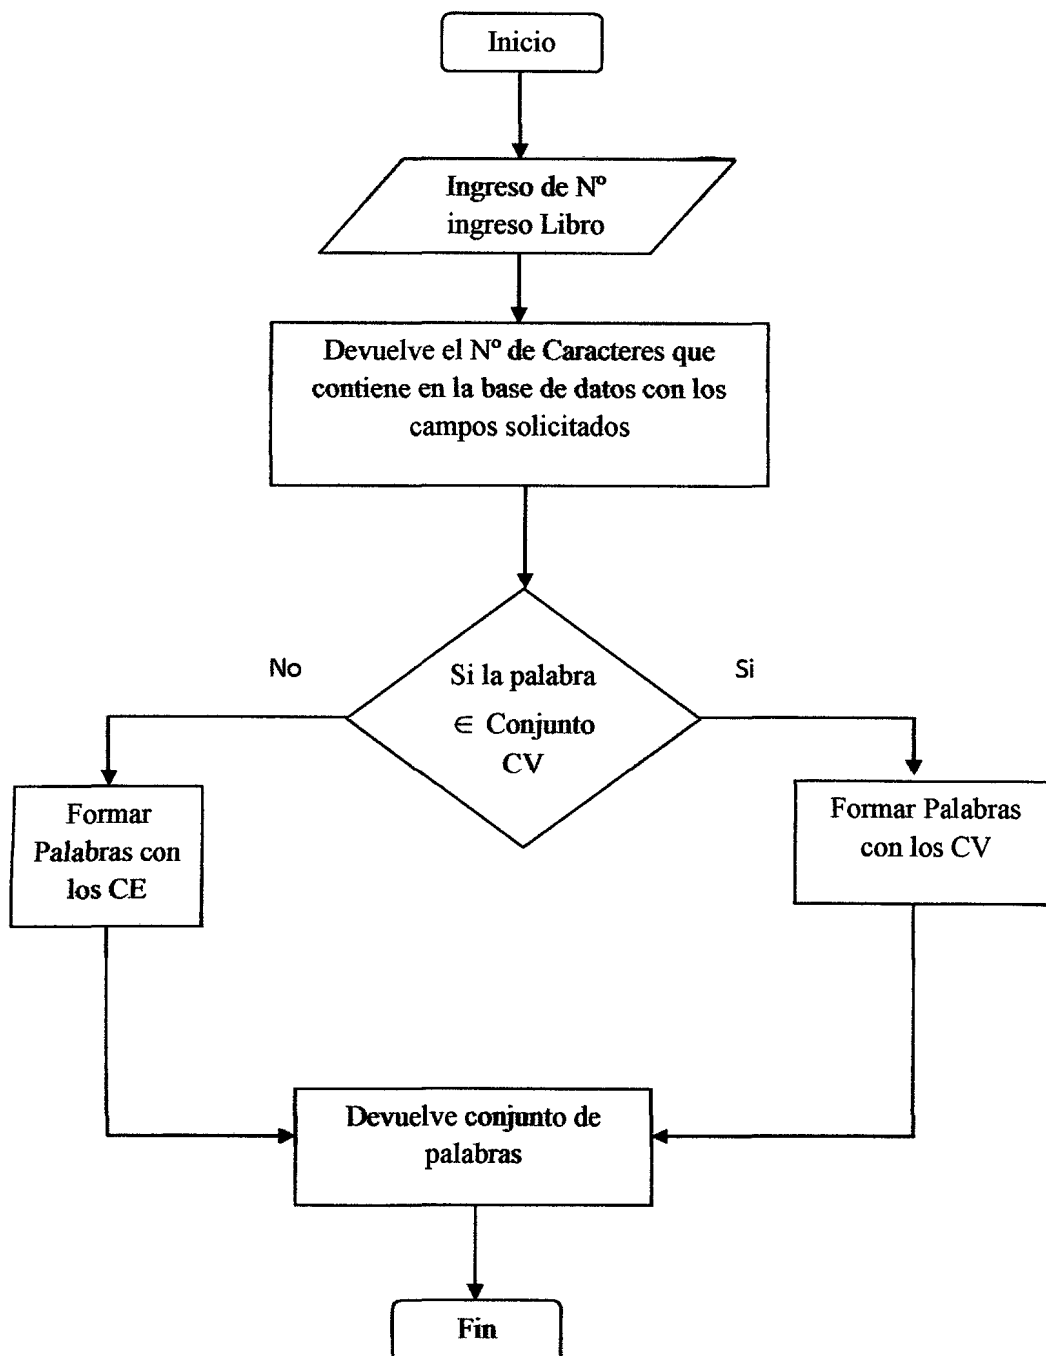 Inicio
Ingreso de Nº
ingreso Libro
Devuelve el Nº de Caracteres que
contiene en la base de datos con los
campos solicitados
No
Si
Si la palabra
∈ Conjunto
CV
Formar
Palabras con
los CE
Formar Palabras
con los CV
Devuelve conjunto de
palabras
Fin